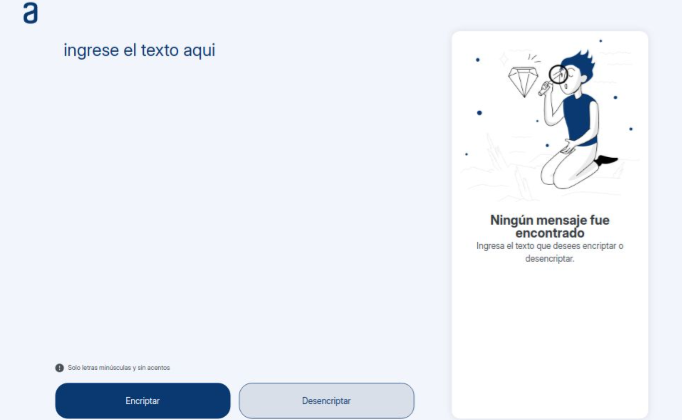 a
ingrese el texto aqui
Ningún mensaje fue
encontrado
Ingresa el texto que desees encriptar o
desencriptar.
! Solo letras minúsculas y sin acentos
Encriptar
Desencriptar